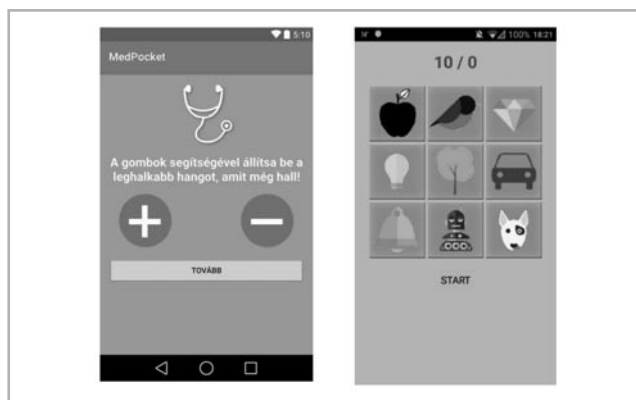 5:10
MedPocket
A gombok segítségével állítsa be a
leghalkabb hangot, amit még hall!
TOVÁBB
100% 18:21
10 / 0
START